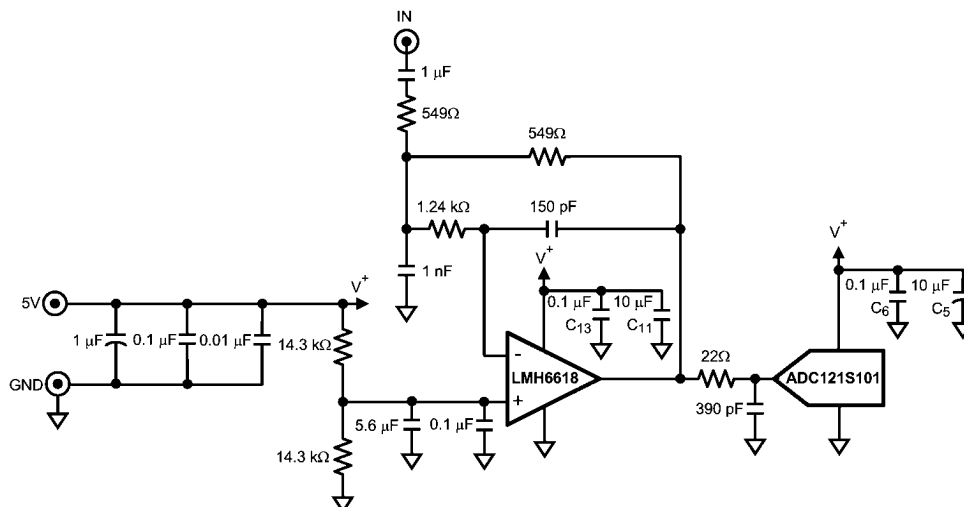 IN
1 μF
549Ω
549Ω
1.24 kΩ
150 pF
1 nF
V+
V+
V+
5V
GND
1 μF
0.1 μF
0.01 μF
14.3 kΩ
0.1 μF
10 μF
C13
C11
0.1 μF
10 μF
C6
C5
-
LMH6618
+
22Ω
ADC121S101
390 pF
5.6 μF
0.1 μF
14.3 kΩ